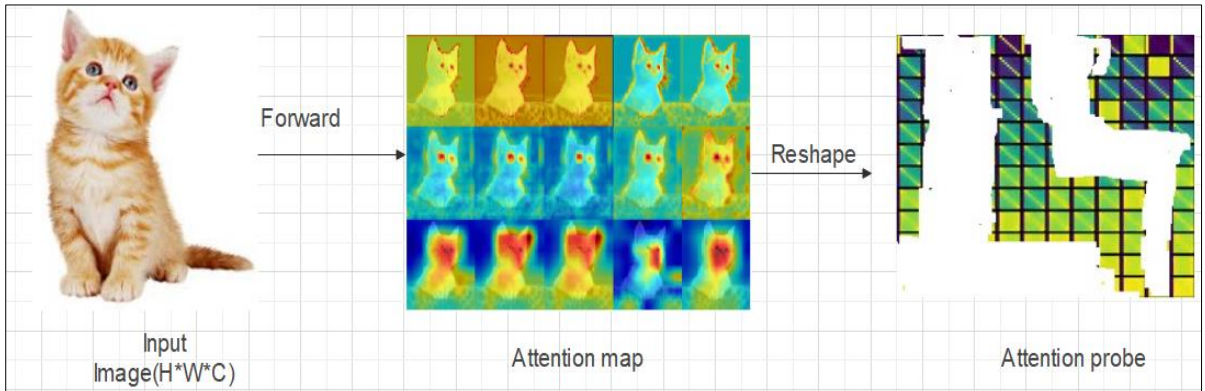 Forward
Reshape
Input
Image(H*W*C)
Attention map
Attention probe